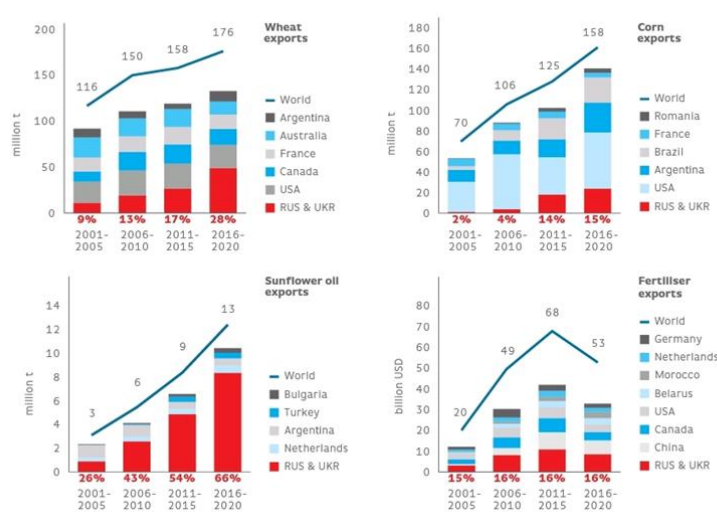 Wheat
exports
200
150
100
50
0
million t
116
150
158
176
World
Argentina
Australia
France
Canada
USA
RUS & UKR
9% 13% 17% 28%
2001- 2006- 2011- 2016-
2005 2010 2015 2020
Corn
exports
180
160
140
120
100
80
60
40
20
0
million t
70
106
125
158
World
Romania
France
Brazil
Argentina
USA
RUS & UKR
2% 4% 14% 15%
2001- 2006- 2011- 2016-
2005 2010 2015 2020
Sunflower oil
exports
14
12
10
8
6
4
2
0
million t
3
6
9
13
World
Bulgaria
Turkey
Argentina
Netherlands
RUS & UKR
26% 43% 54% 66%
2001- 2006- 2011- 2016-
2005 2010 2015 2020
Fertiliser
exports
80
70
60
50
40
30
20
10
0
billion USD
20
49
68
53
World
Germany
Netherlands
Morocco
Belarus
USA
Canada
China
RUS & UKR
15% 16% 16% 16%
2001- 2006- 2011- 2016-
2005 2010 2015 2020